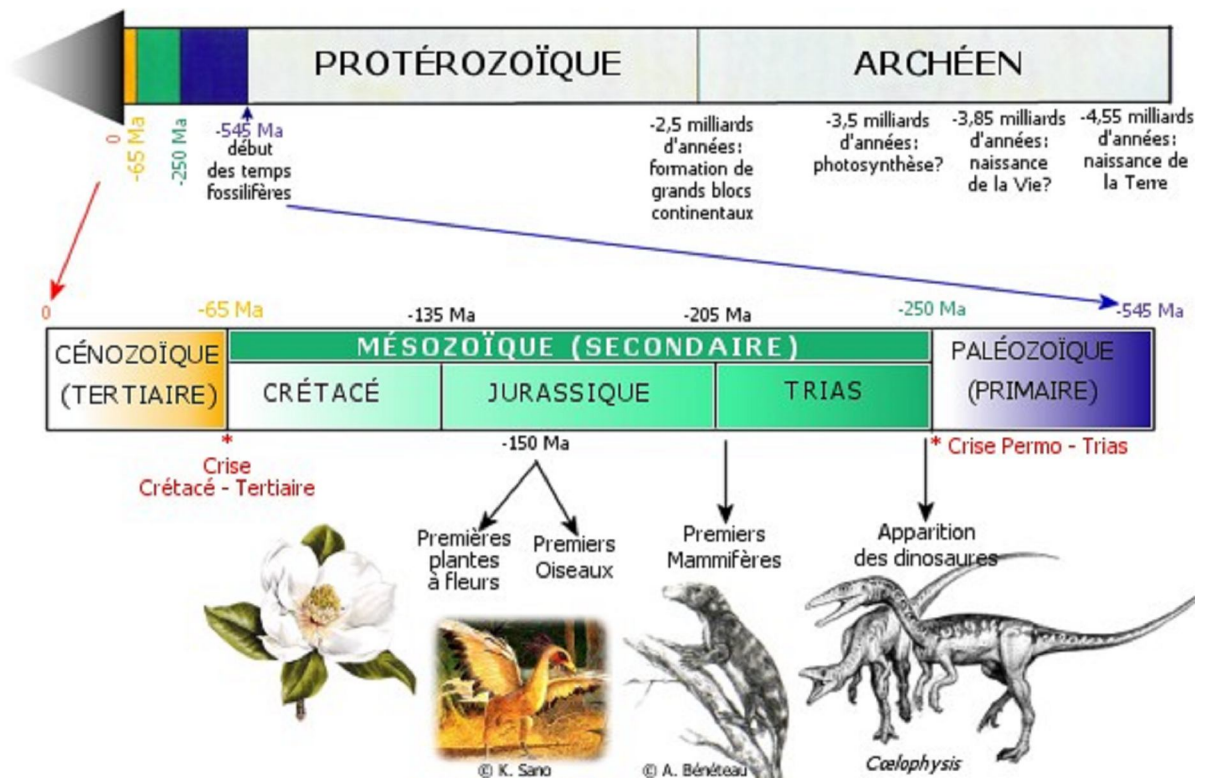 PROTÉROZOÏQUE
ARCHÉEN
0
-65 Ma
-250 Ma
-545 Ma
début
des temps
fossilifères
-2,5 milliards
d'années:
formation de
grands blocs
continentaux
-3,5 milliards
d'années:
photosynthèse?
-3,85 milliards
d'années:
naissance
de la Vie?
-4,55 milliards
d'années:
naissance de
la Terre
0
-65 Ma
-135 Ma
-205 Ma
-250 Ma
-545 Ma
CÉNOZOÏQUE
(TERTIAIRE)
MÉSOZOÏQUE (SECONDAIRE)
CRÉTACÉ
JURASSIQUE
TRIAS
PALÉOZOÏQUE
(PRIMAIRE)
*
Crise
Crétacé - Tertiaire
-150 Ma
* Crise Permo - Trias
Premières
plantes
à fleurs
Premiers
Oiseaux
Premiers
Mammifères
Apparition
des dinosaures
© K. Sano
© A. Bénéteau
Cœlophysis